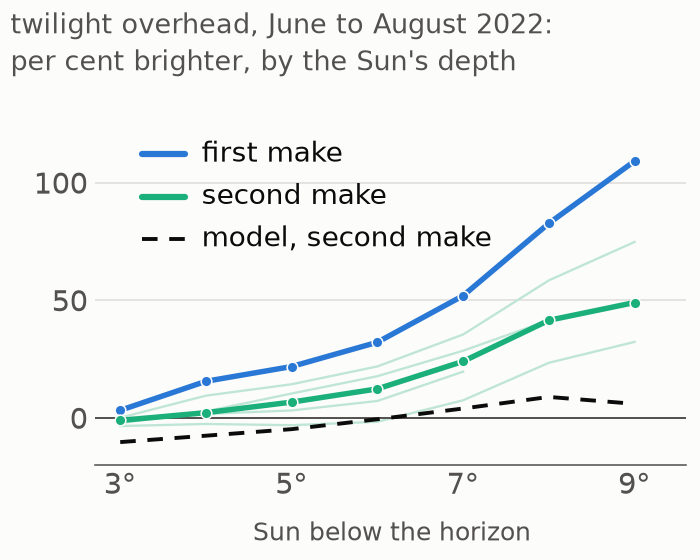 twilight overhead, June to August 2022:
per cent brighter, by the Sun's depth
first make
second make
model, second make
100
50
0
3° 5° 7° 9°
Sun below the horizon